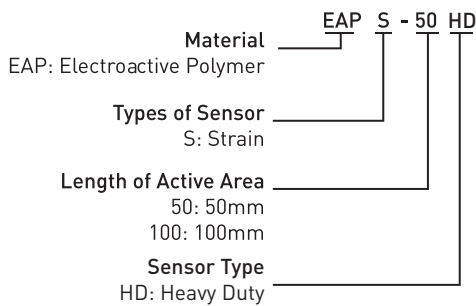 EAP S - 50 HD
Material
EAP: Electroactive Polymer
Types of Sensor
S: Strain
Length of Active Area
50: 50mm
100: 100mm
Sensor Type
HD: Heavy Duty